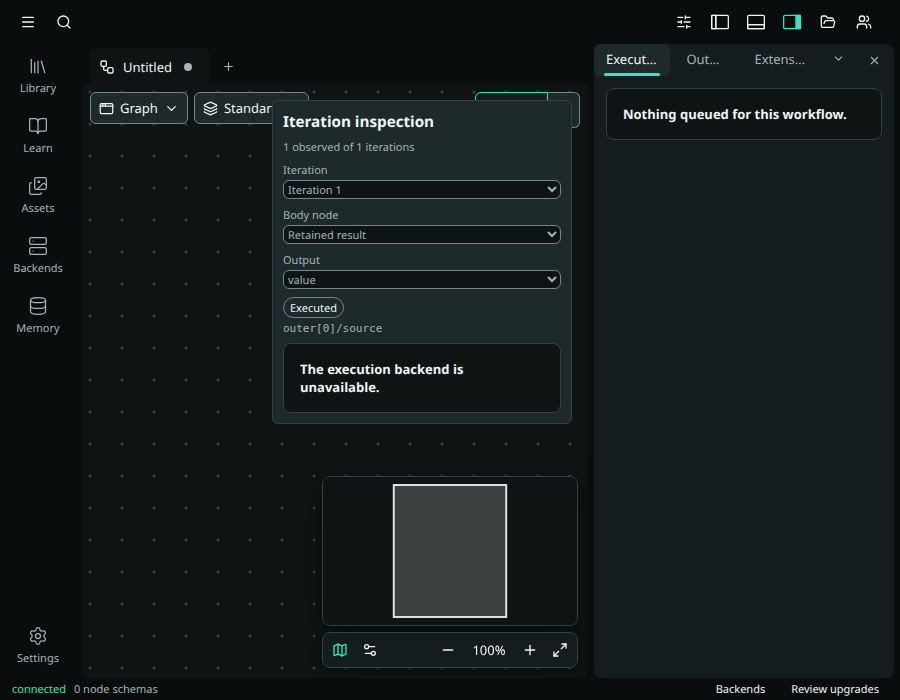 Untitled
Execut...
Out...
Extens...
Library
Learn
Assets
Backends
Memory
Settings
Graph
Standar
Iteration inspection
1 observed of 1 iterations
Iteration
Iteration 1
Body node
Retained result
Output
value
Executed
outer[0]/source
The execution backend is
unavailable.
Nothing queued for this workflow.
100%
connected
0 node schemas
Backends
Review upgrades